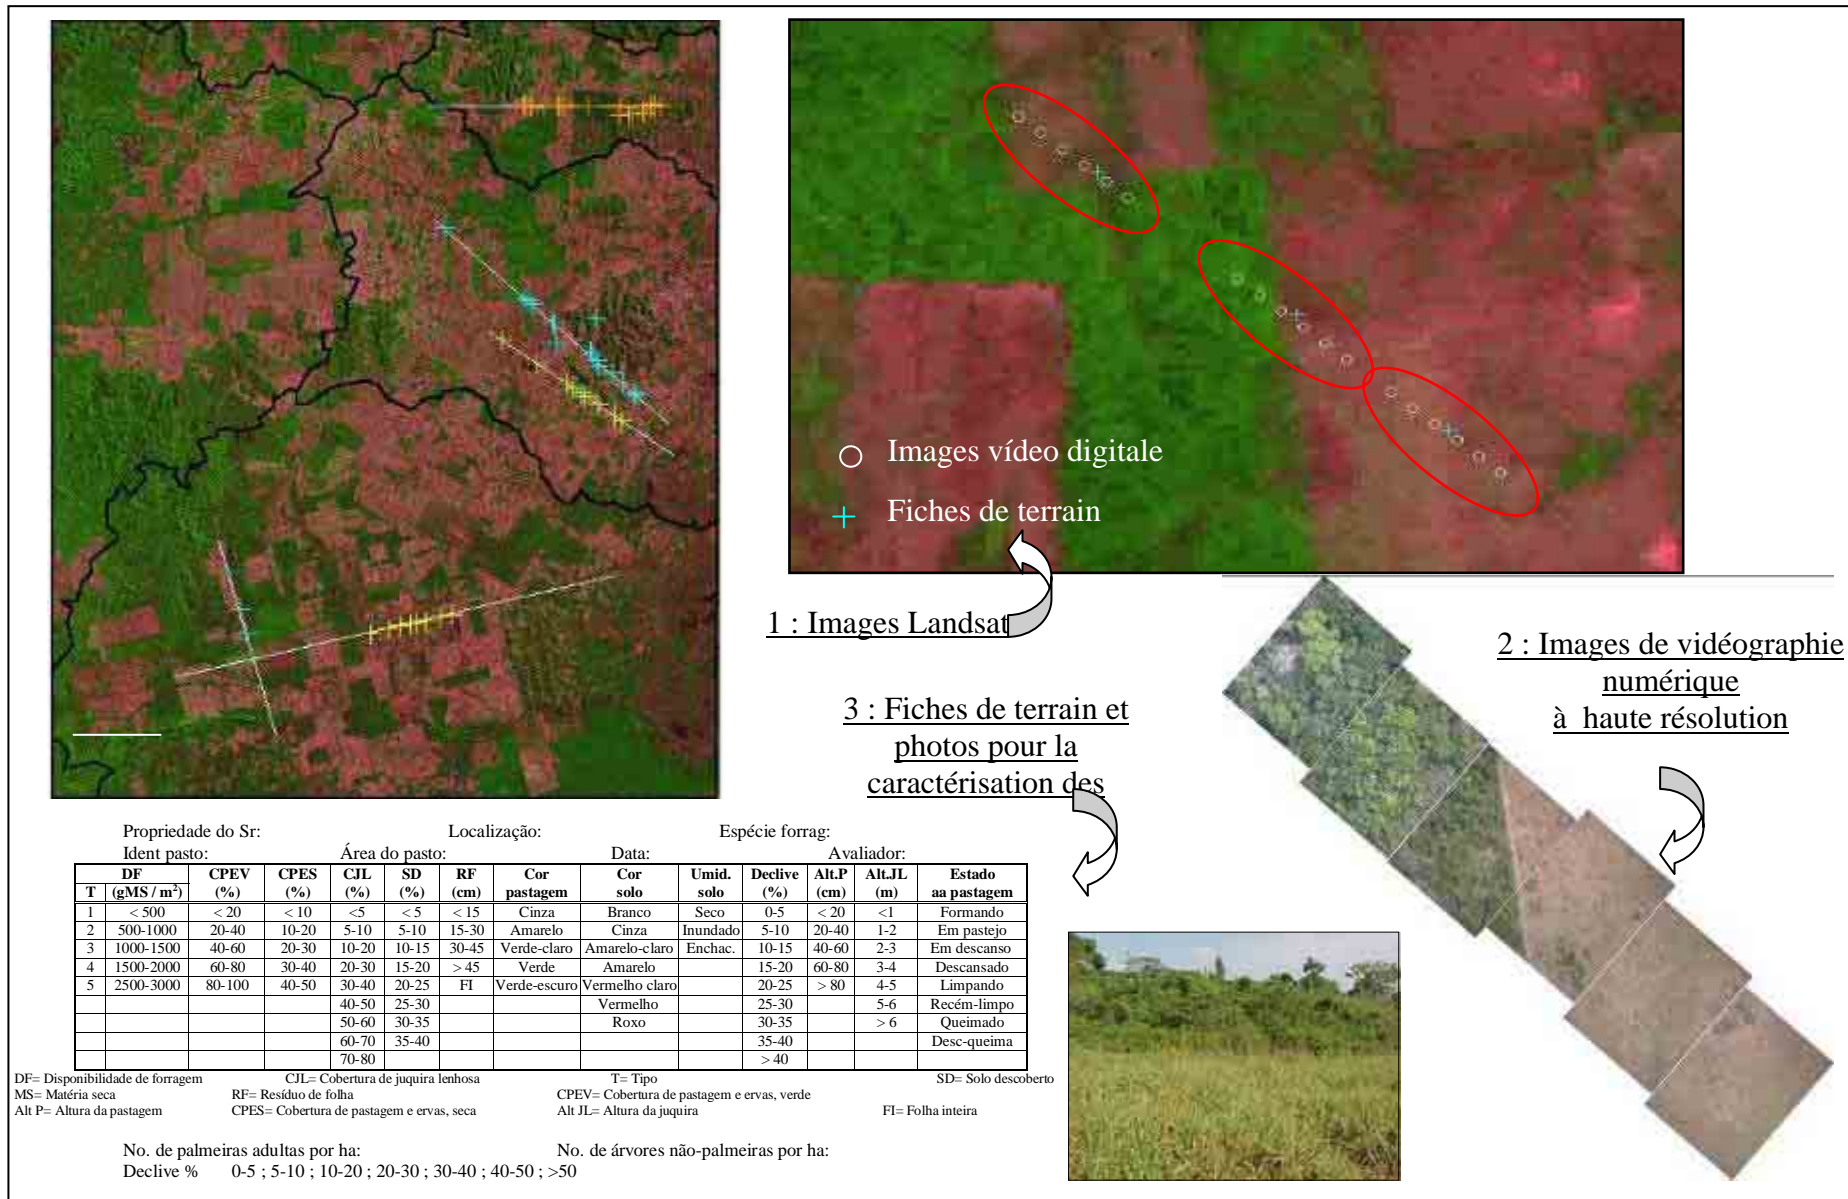 Images vídeo digitale
Fiches de terrain
1 : Images Landsat
2 : Images de vidéographie
numérique
à haute résolution
3 : Fiches de terrain et
photos pour la
caractérisation des
Propriedade do Sr: Localização: Espécie forrag:
Ident pasto: Área do pasto: Data: Avaliador:
DF CPEV CPES CJL SD RF Cor Cor Umid. Declive Alt.P Alt.JL Estado
T (gMS / m²) (%) (%) (%) (%) (cm) pastagem solo solo (%) (cm) (m) aa pastagem
1 < 500 < 20 < 10 <5 < 5 < 15 Cinza Branco Seco 0-5 < 20 <1 Formando
2 500-1000 20-40 10-20 5-10 5-10 15-30 Amarelo Cinza Inundado 5-10 20-40 1-2 Em pastejo
3 1000-1500 40-60 20-30 10-20 10-15 30-45 Verde-claro Amarelo-claro Enchac. 10-15 40-60 2-3 Em descanso
4 1500-2000 60-80 30-40 20-30 15-20 > 45 Verde Amarelo 15-20 60-80 3-4 Descansado
5 2500-3000 80-100 40-50 30-40 20-25 FI Verde-escuro Vermelho claro 20-25 > 80 4-5 Limpando
40-50 25-30 Vermelho 25-30 5-6 Recém-limpo
50-60 30-35 Roxo 30-35 > 6 Queimado
60-70 35-40 35-40 Desc-queima
70-80 > 40
DF= Disponibilidade de forragem CJL= Cobertura de juquira lenhosa T= Tipo SD= Solo descoberto
MS= Matéria seca RF= Resíduo de folha CPEV= Cobertura de pastagem e ervas, verde
Alt P= Altura da pastagem CPES= Cobertura de pastagem e ervas, seca Alt JL= Altura da juquira FI= Folha inteira
No. de palmeiras adultas por ha: No. de árvores não-palmeiras por ha:
Declive % 0-5 ; 5-10 ; 10-20 ; 20-30 ; 30-40 ; 40-50 ; >50